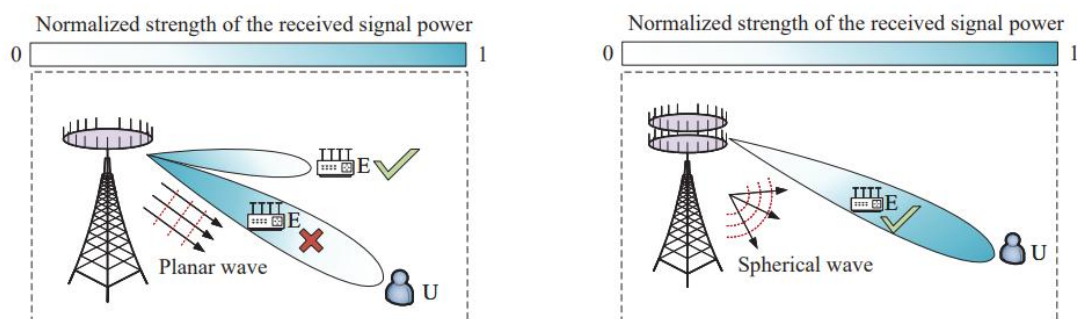 Normalized strength of the received signal power
0 1
E
E
Planar wave
U
Normalized strength of the received signal power
0 1
E
Spherical wave
U